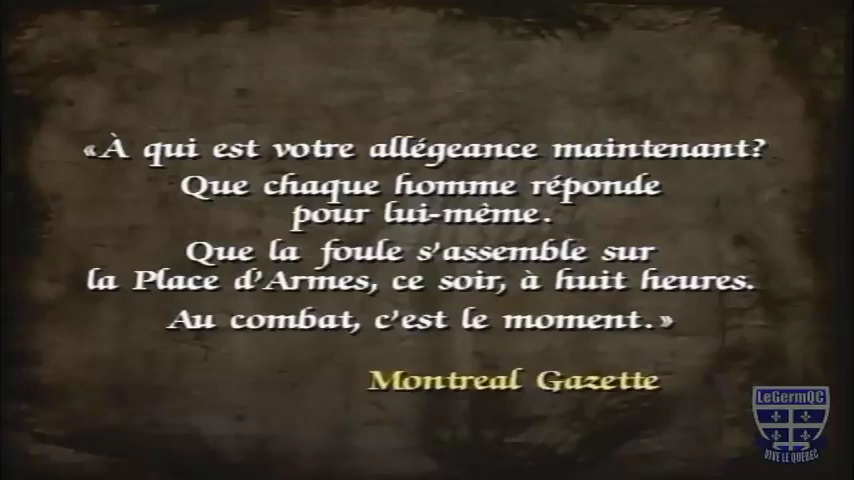 «À qui est votre allégeance maintenant?
Que chaque homme réponde
pour lui-même.
Que la foule s'assemble sur
la Place d'Armes, ce soir, à huit heures.
Au combat, c'est le moment.»
Montreal Gazette
LeGermQC
VIVE LE QUÉBEC